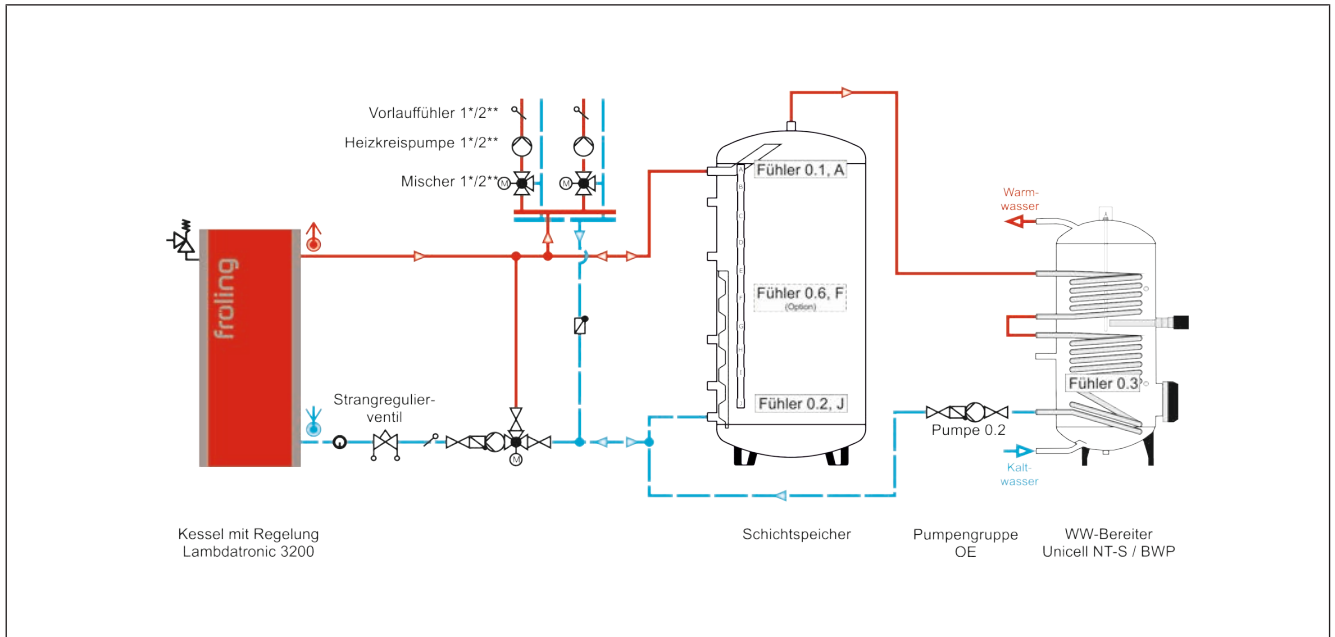 Vorlauffühler 1*/2**
Heizkreispumpe 1*/2**
Mischer 1*/2**
M
M
froling
Strangregulier-
ventil
M
Kessel mit Regelung
Lambdatronic 3200
Fühler 0.1, A
A
B
C
D
E
F
G
H
I
J
Fühler 0.6, F
(Option)
Fühler 0.2, J
Schichtspeicher
Pumpe 0.2
Pumpengruppe
OE
Warm-
wasser
Fühler 0.3
Kalt-
wasser
WW-Bereiter
Unicell NT-S / BWP